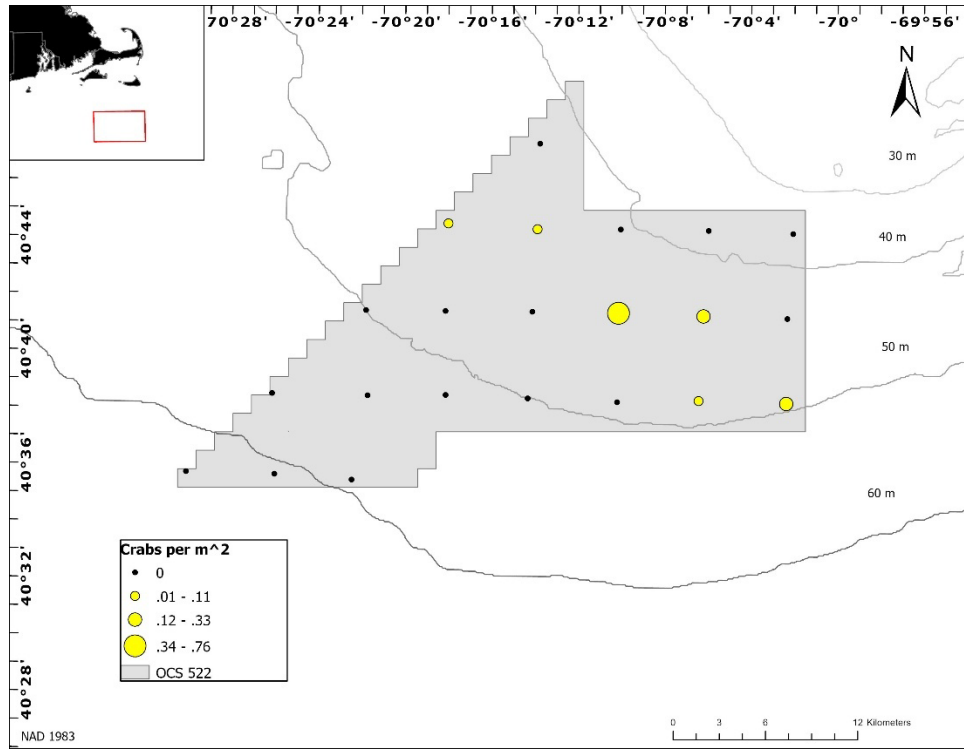 -70°28' -70°24' -70°20' -70°16' -70°12' -70°8' -70°4' -70° -69°56'
N
30 m
40°44'
40 m
40°40'
50 m
40°36'
60 m
40°32'
Crabs per m^2
0
.01 - .11
.12 - .33
.34 - .76
OCS 522
40°28'
NAD 1983
0 3 6 12 Kilometers